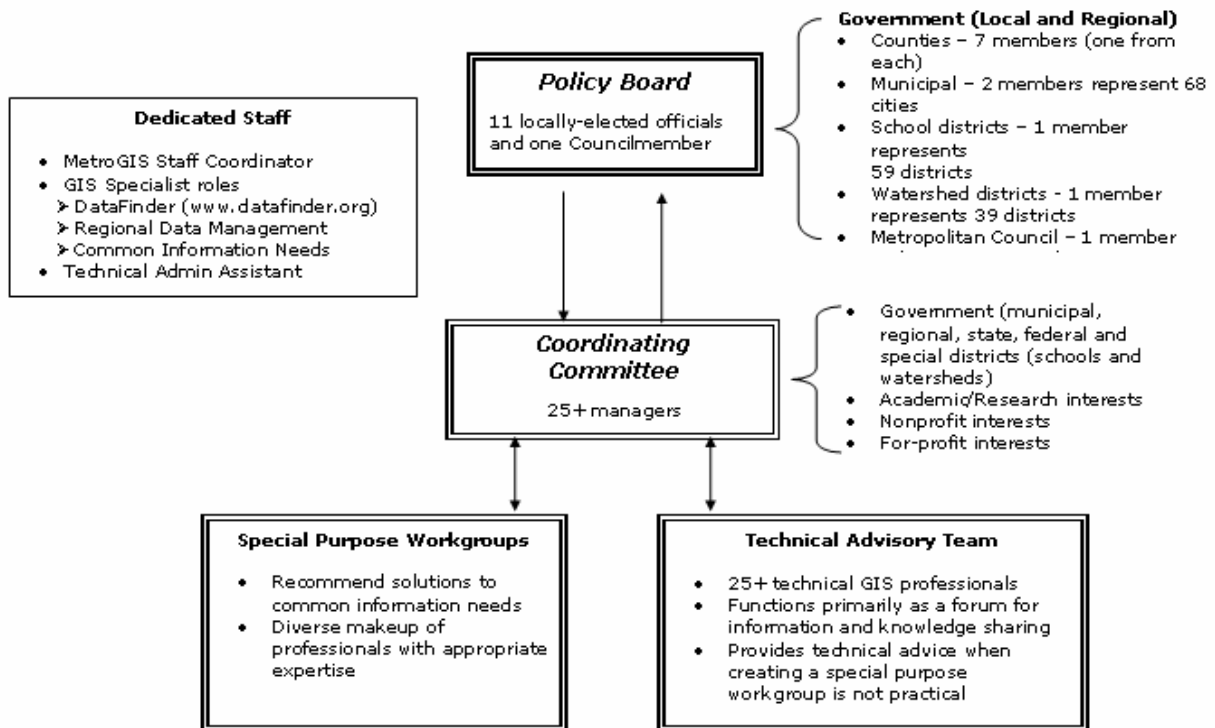 Policy Board
11 locally-elected officials
and one Councilmember
Government (Local and Regional)
• Counties – 7 members (one from
each)
• Municipal – 2 members represent 68
cities
• School districts – 1 member
represents
59 districts
• Watershed districts - 1 member
represents 39 districts
• Metropolitan Council – 1 member
Dedicated Staff
• MetroGIS Staff Coordinator
• GIS Specialist roles
➢ DataFinder (www.datafinder.org)
➢ Regional Data Management
➢ Common Information Needs
• Technical Admin Assistant
Coordinating
Committee
25+ managers
• Government (municipal,
regional, state, federal and
special districts (schools and
watersheds)
• Academic/Research interests
• Nonprofit interests
• For-profit interests
Special Purpose Workgroups
• Recommend solutions to
common information needs
• Diverse makeup of
professionals with appropriate
expertise
Technical Advisory Team
• 25+ technical GIS professionals
• Functions primarily as a forum for
information and knowledge sharing
• Provides technical advice when
creating a special purpose
workgroup is not practical